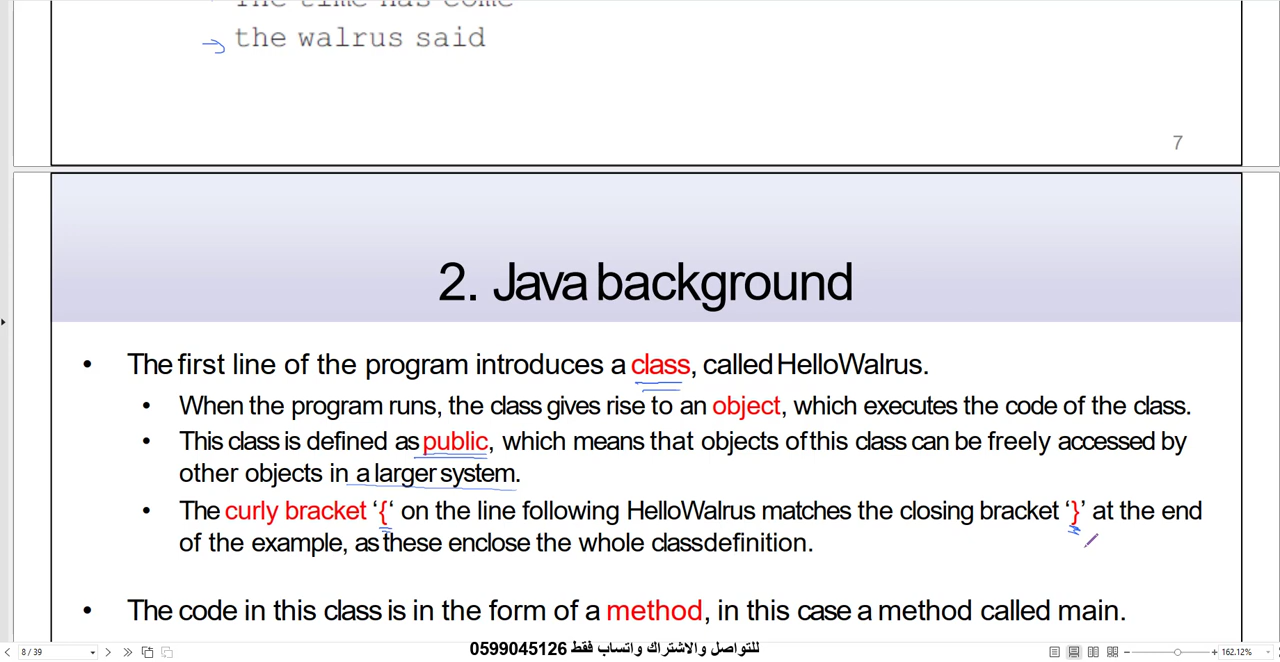 The time has come
the walrus said
7
2. Java background
• The first line of the program introduces a class, called HelloWalrus.
• When the program runs, the class gives rise to an object, which executes the code of the class.
• This class is defined as public, which means that objects of this class can be freely accessed by
other objects in a larger system.
• The curly bracket ‘{‘ on the line following HelloWalrus matches the closing bracket ‘}’ at the end
of the example, as these enclose the whole class definition.
• The code in this class is in the form of a method, in this case a method called main.
للتواصل والاشتراك واتساب فقط 0599045126
8 / 39
162.12%